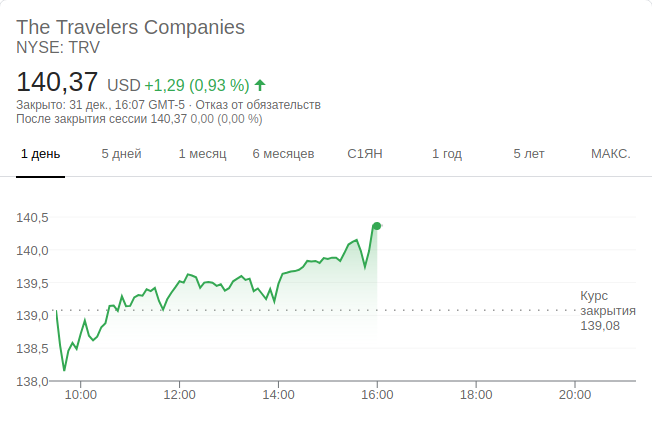 The Travelers Companies
NYSE: TRV
140,37 USD +1,29 (0,93 %)
Закрыто: 31 дек., 16:07 GMT-5 · Отказ от обязательств
После закрытия сессии 140,37 0,00 (0,00 %)
1 день 5 дней 1 месяц 6 месяцев С1ЯН 1 год 5 лет МАКС.
140,5
140,0
139,5
139,0
138,5
138,0
Курс
закрытия
139,08
10:00 12:00 14:00 16:00 18:00 20:00